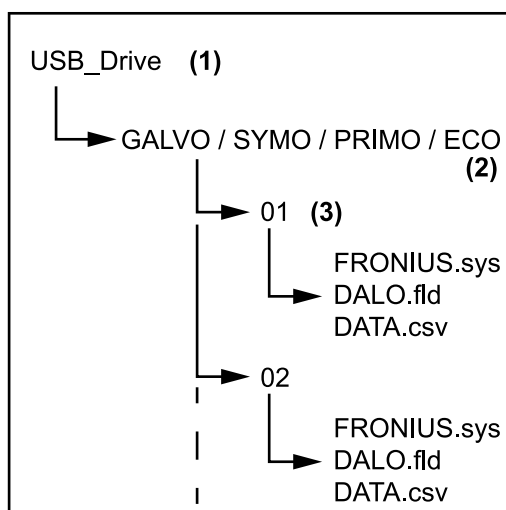 USB_Drive (1)
GALVO / SYMO / PRIMO / ECO
(2)
01 (3)
FRONIUS.sys
DALO.fld
DATA.csv
02
FRONIUS.sys
DALO.fld
DATA.csv